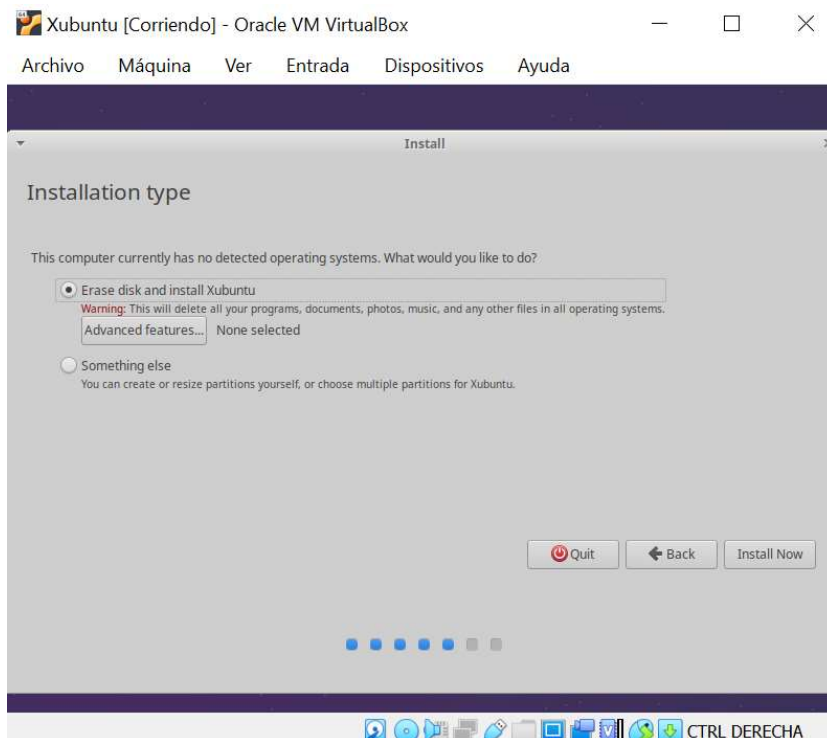 Xubuntu [Corriendo] - Oracle VM VirtualBox
Archivo Máquina Ver Entrada Dispositivos Ayuda
Install
Installation type
This computer currently has no detected operating systems. What would you like to do?
Erase disk and install Xubuntu
Warning: This will delete all your programs, documents, photos, music, and any other files in all operating systems.
Advanced features... None selected
Something else
You can create or resize partitions yourself, or choose multiple partitions for Xubuntu.
Quit Back Install Now
CTRL DERECHA